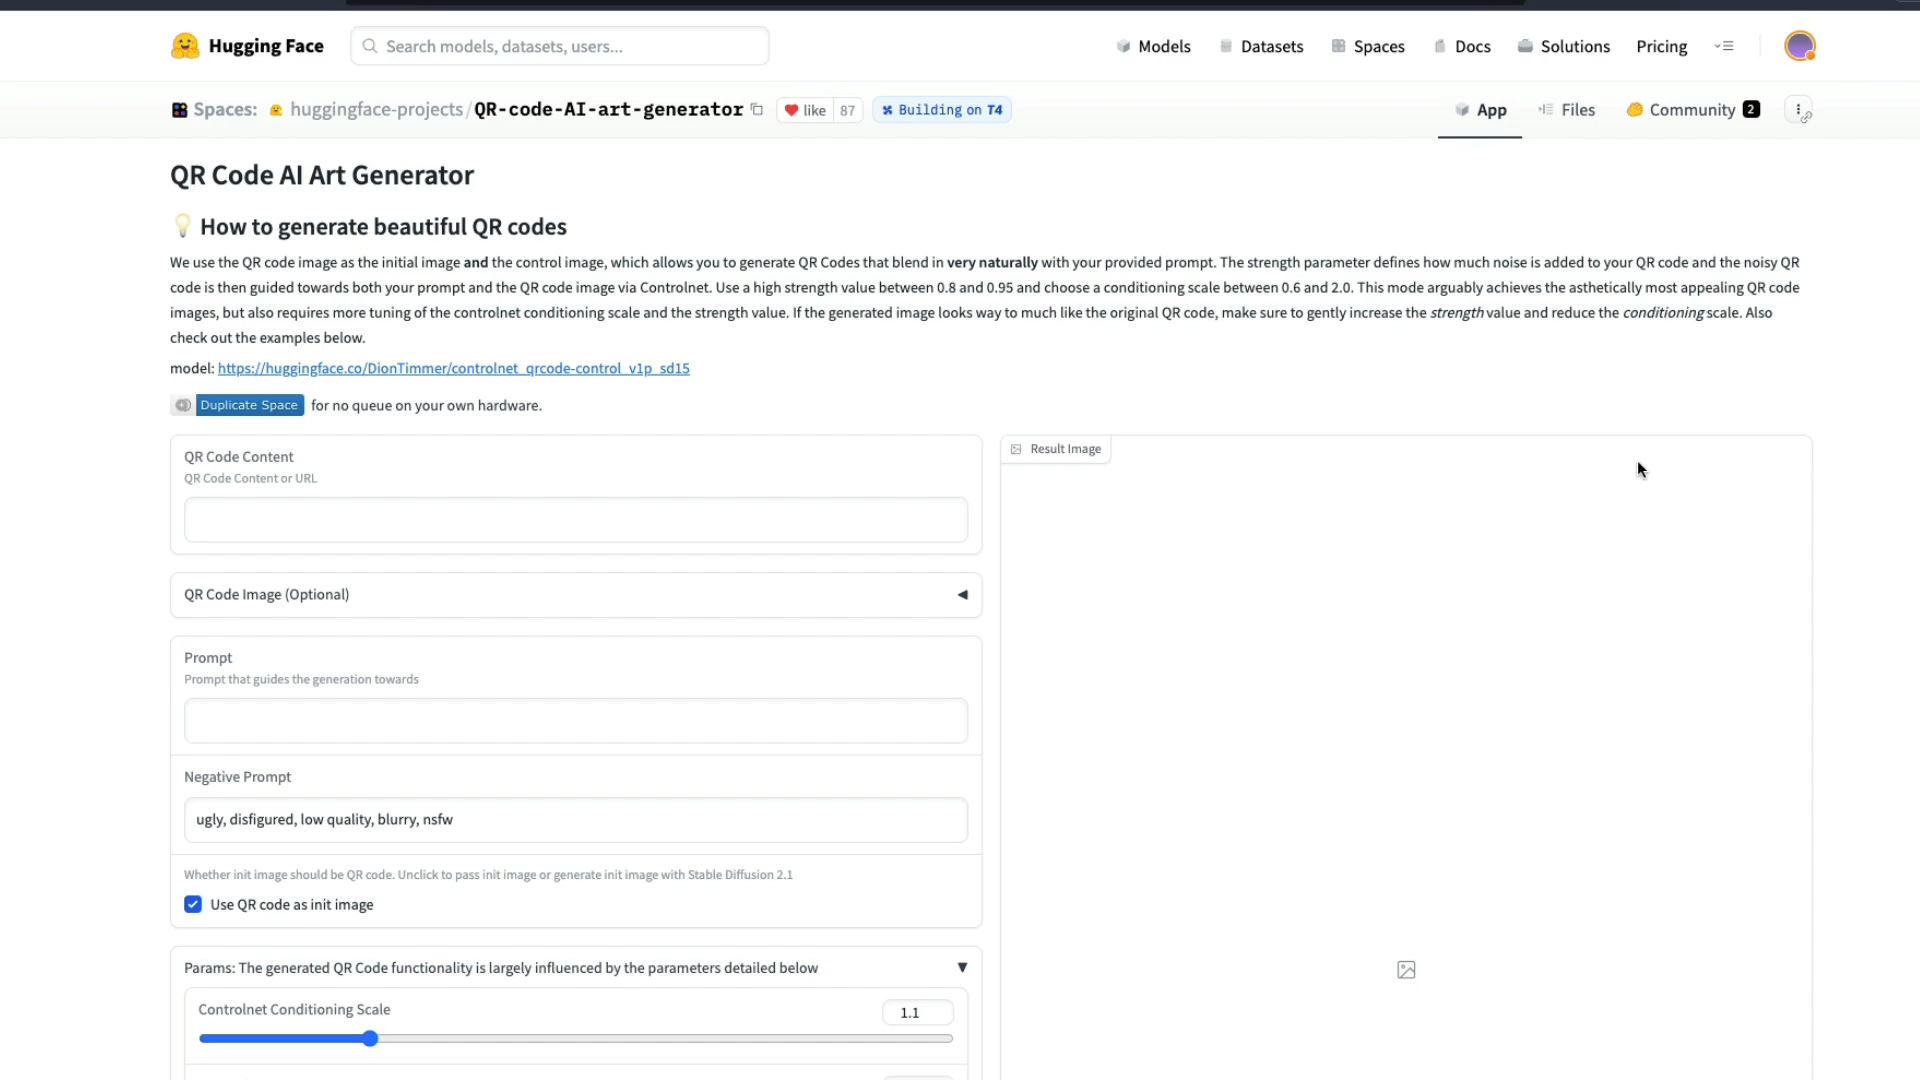 Hugging Face
Search models, datasets, users...
Models
Datasets
Spaces
Docs
Solutions
Pricing
Spaces:
huggingface-projects/QR-code-AI-art-generator
like 87
Building on T4
App
Files
Community 2
QR Code AI Art Generator
💡 How to generate beautiful QR codes
We use the QR code image as the initial image and the control image, which allows you to generate QR Codes that blend in very naturally with your provided prompt. The strength parameter defines how much noise is added to your QR code and the noisy QR
code is then guided towards both your prompt and the QR code image via Controlnet. Use a high strength value between 0.8 and 0.95 and choose a conditioning scale between 0.6 and 2.0. This mode arguably achieves the asthetically most appealing QR code
images, but also requires more tuning of the controlnet conditioning scale and the strength value. If the generated image looks way to much like the original QR code, make sure to gently increase the strength value and reduce the conditioning scale. Also
check out the examples below.
model: https://huggingface.co/DionTimmer/controlnet_qrcode-control_v1p_sd15
Duplicate Space for no queue on your own hardware.
QR Code Content
QR Code Content or URL
Result Image
QR Code Image (Optional)
Prompt
Prompt that guides the generation towards
Negative Prompt
ugly, disfigured, low quality, blurry, nsfw
Whether init image should be QR code. Unclick to pass init image or generate init image with Stable Diffusion 2.1
Use QR code as init image
Params: The generated QR Code functionality is largely influenced by the parameters detailed below
Controlnet Conditioning Scale
1.1